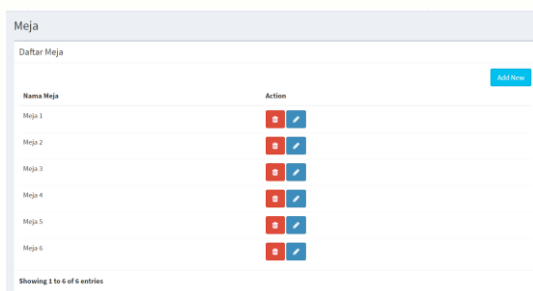 Meja
Daftar Meja
Add New
Nama Meja Action
Meja 1
Meja 2
Meja 3
Meja 4
Meja 5
Meja 6
Showing 1 to 6 of 6 entries